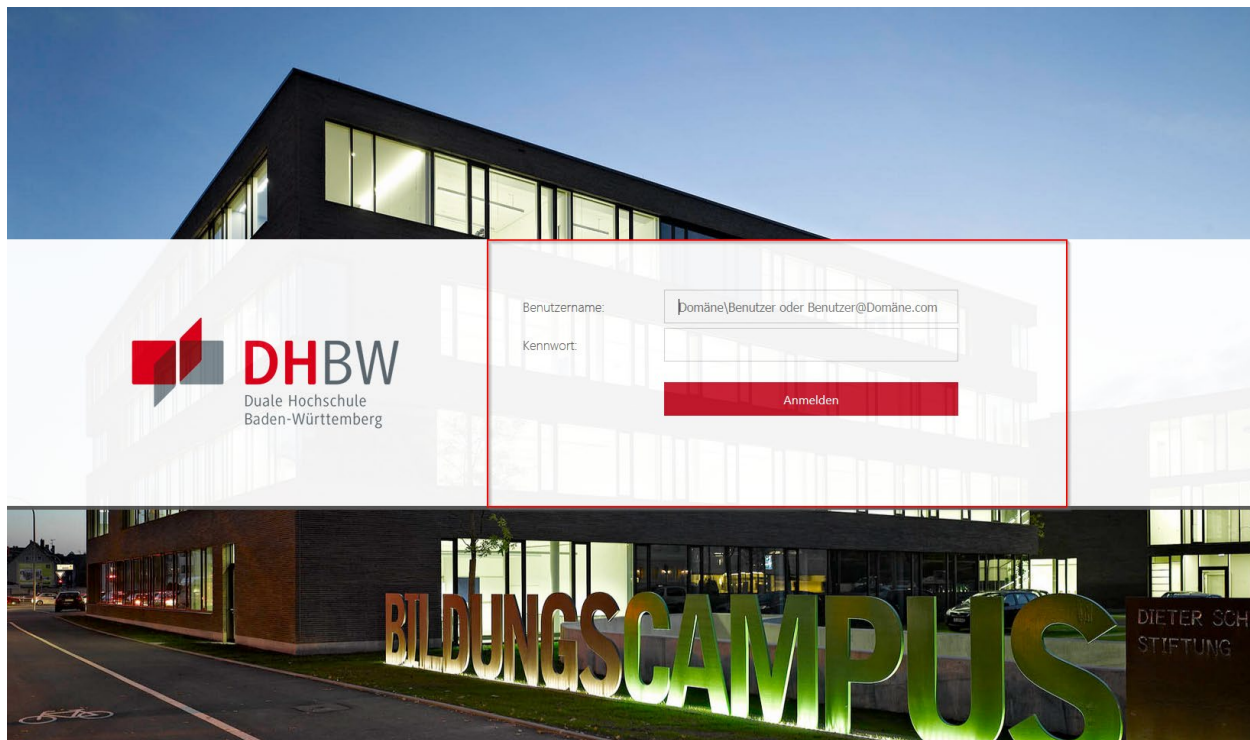 Benutzername:
Domäne\Benutzer oder Benutzer@Domäne.com
Kennwort:
Anmelden
DHBW
Duale Hochschule
Baden-Württemberg
BILDUNGSCAMPUS
DIETER SCH
STIFTUNG